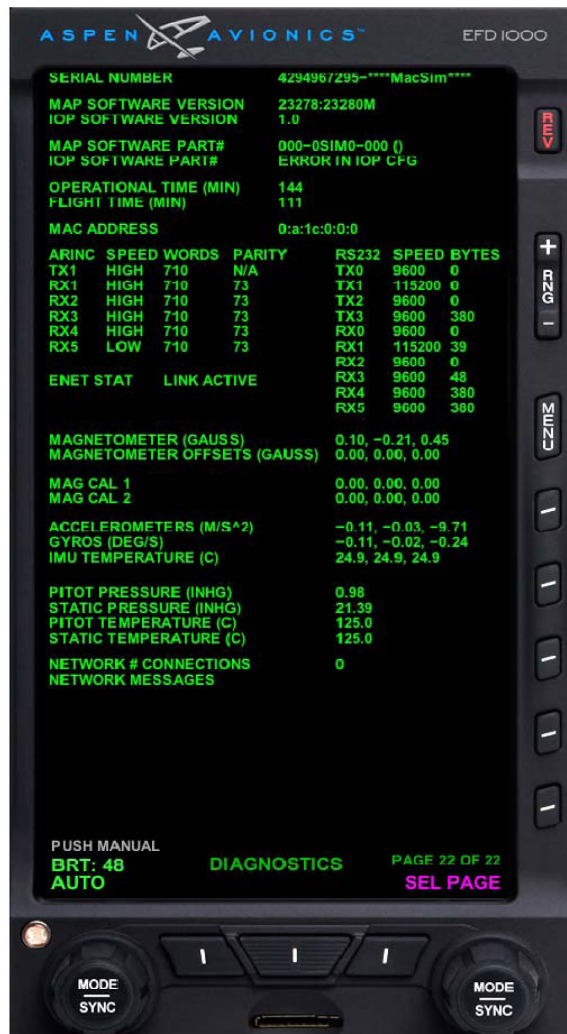 ASPEN AVIONICS™ EFD 1000
SERIAL NUMBER 4294967295-****MacSim****
MAP SOFTWARE VERSION 23278:23280M
IOP SOFTWARE VERSION 1.0
MAP SOFTWARE PART# 000-0SIM0-000 ()
IOP SOFTWARE PART# ERROR IN IOP CFG
OPERATIONAL TIME (MIN) 144
FLIGHT TIME (MIN) 111
MAC ADDRESS 0:a:1c:0:0:0
ARINC SPEED WORDS PARITY RS232 SPEED BYTES
TX1 HIGH 710 N/A TX0 9600 0
RX1 HIGH 710 73 TX1 115200 0
RX2 HIGH 710 73 TX2 9600 0
RX3 HIGH 710 73 TX3 9600 380
RX4 HIGH 710 73 RX0 9600 0
RX5 LOW 710 73 RX1 115200 39
RX2 9600 0
ENET STAT LINK ACTIVE RX3 9600 48
RX4 9600 380
RX5 9600 380
MAGNETOMETER (GAUSS) 0.10, -0.21, 0.45
MAGNETOMETER OFFSETS (GAUSS) 0.00, 0.00, 0.00
MAG CAL 1 0.00, 0.00, 0.00
MAG CAL 2 0.00, 0.00, 0.00
ACCELEROMETERS (M/S^2) -0.11, -0.03, -9.71
GYROS (DEG/S) -0.11, -0.02, -0.24
IMU TEMPERATURE (C) 24.9, 24.9, 24.9
PITOT PRESSURE (INHG) 0.98
STATIC PRESSURE (INHG) 21.39
PITOT TEMPERATURE (C) 125.0
STATIC TEMPERATURE (C) 125.0
NETWORK # CONNECTIONS 0
NETWORK MESSAGES
PUSH MANUAL
BRT: 48 DIAGNOSTICS PAGE 22 OF 22
AUTO SEL PAGE
REV
+
RNG
−
MENU
MODE
SYNC
MODE
SYNC